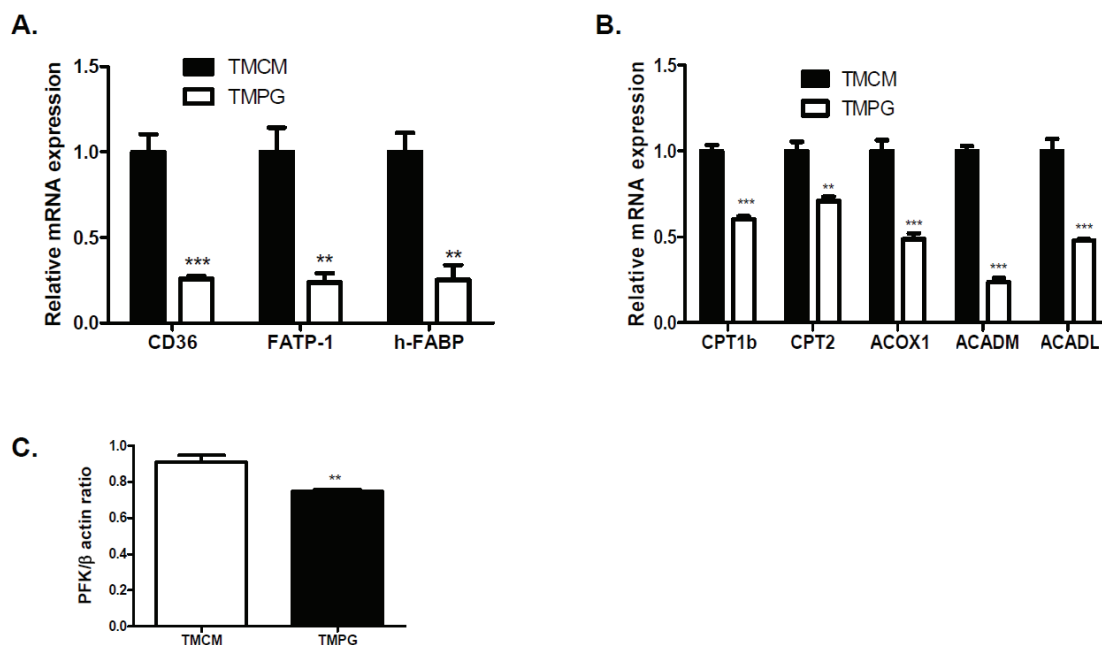 A.
TMCM
TMPG
Relative mRNA expression
1.5
1.0
0.5
0.0
***
**
**
CD36 FATP-1 h-FABP
B.
TMCM
TMPG
Relative mRNA expression
1.5
1.0
0.5
0.0
***
**
***
***
***
CPT1b CPT2 ACOX1 ACADM ACADL
C.
PFK/β actin ratio
1.0
0.8
0.6
0.4
0.2
0.0
**
TMCM TMPG